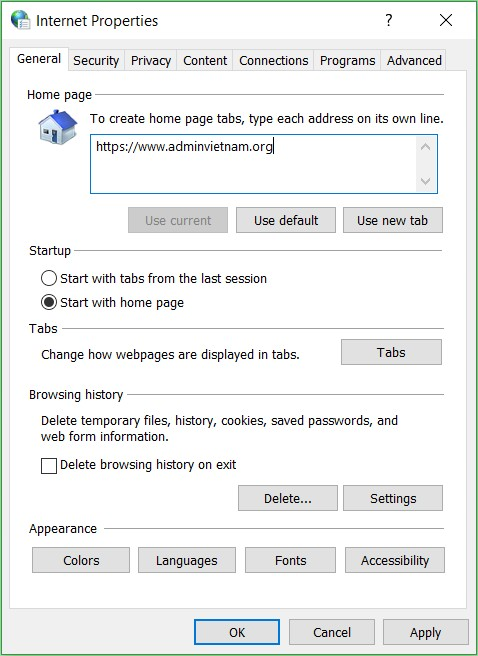 Internet Properties ?
General Security Privacy Content Connections Programs Advanced
Home page
To create home page tabs, type each address on its own line.
https://www.adminvietnam.org
Use current Use default Use new tab
Startup
Start with tabs from the last session
Start with home page
Tabs
Change how webpages are displayed in tabs. Tabs
Browsing history
Delete temporary files, history, cookies, saved passwords, and
web form information.
Delete browsing history on exit
Delete... Settings
Appearance
Colors Languages Fonts Accessibility
OK Cancel Apply